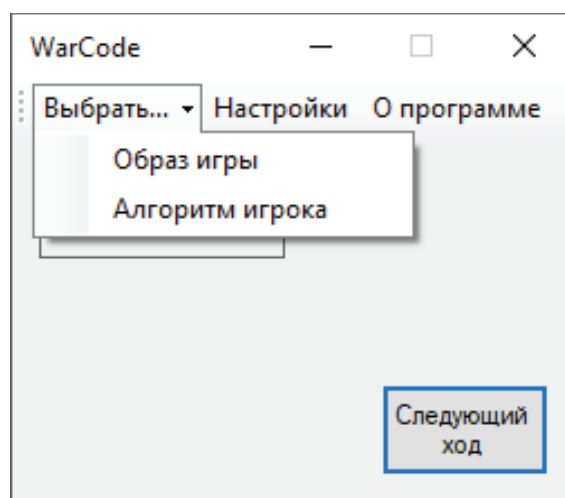 WarCode
Выбрать... Настройки О программе
Образ игры
Алгоритм игрока
Следующий
ход